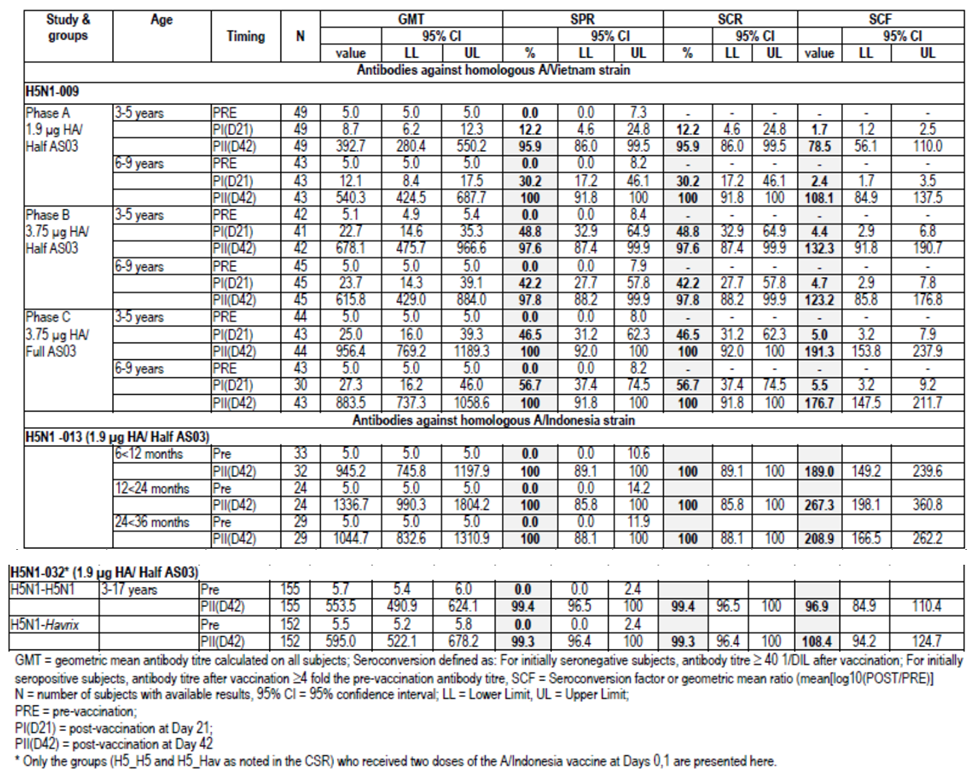 Study & groups Age Timing N GMT SPR SCR SCF
95% CI 95% CI 95% CI 95% CI
value LL UL % LL UL % LL UL value LL UL
Antibodies against homologous A/Vietnam strain
H5N1-009
Phase A 3-5 years PRE 49 5.0 5.0 5.0 0.0 0.0 7.3 - - - - - -
1.9 µg HA/ PI(D21) 49 8.7 6.2 12.3 12.2 4.6 24.8 12.2 4.6 24.8 1.7 1.2 2.5
Half AS03 PII(D42) 49 392.7 280.4 550.2 95.9 86.0 99.5 95.9 86.0 99.5 78.5 56.1 110.0
6-9 years PRE 43 5.0 5.0 5.0 0.0 0.0 8.2 - - - - - -
PI(D21) 43 12.1 8.4 17.5 30.2 17.2 46.1 30.2 17.2 46.1 2.4 1.7 3.5
PII(D42) 43 540.3 424.5 687.7 100 91.8 100 100 91.8 100 108.1 84.9 137.5
Phase B 3-5 years PRE 42 5.1 4.9 5.4 0.0 0.0 8.4 - - - - - -
3.75 µg HA/ PI(D21) 41 22.7 14.6 35.3 48.8 32.9 64.9 48.8 32.9 64.9 4.4 2.9 6.8
Half AS03 PII(D42) 42 678.1 475.7 966.6 97.6 87.4 99.9 97.6 87.4 99.9 132.3 91.8 190.7
6-9 years PRE 45 5.0 5.0 5.0 0.0 0.0 7.9 - - - - - -
PI(D21) 45 23.7 14.3 39.1 42.2 27.7 57.8 42.2 27.7 57.8 4.7 2.9 7.8
PII(D42) 45 615.8 429.0 884.0 97.8 88.2 99.9 97.8 88.2 99.9 123.2 85.8 176.8
Phase C 3-5 years PRE 44 5.0 5.0 5.0 0.0 0.0 8.0 - - - - - -
3.75 µg HA/ PI(D21) 43 25.0 16.0 39.3 46.5 31.2 62.3 46.5 31.2 62.3 5.0 3.2 7.9
Full AS03 PII(D42) 44 956.4 769.2 1189.3 100 92.0 100 100 92.0 100 191.3 153.8 237.9
6-9 years PRE 43 5.0 5.0 5.0 0.0 0.0 8.2 - - - - - -
PI(D21) 30 27.3 16.2 46.0 56.7 37.4 74.5 56.7 37.4 74.5 5.5 3.2 9.2
PII(D42) 43 883.5 737.3 1058.6 100 91.8 100 100 91.8 100 176.7 147.5 211.7
Antibodies against homologous A/Indonesia strain
H5N1 -013 (1.9 µg HA/ Half AS03)
6<12 months Pre 33 5.0 5.0 5.0 0.0 0.0 10.6
PII(D42) 32 945.2 745.8 1197.9 100 89.1 100 100 89.1 100 189.0 149.2 239.6
12<24 months Pre 24 5.0 5.0 5.0 0.0 0.0 14.2
PII(D42) 24 1336.7 990.3 1804.2 100 85.8 100 100 85.8 100 267.3 198.1 360.8
24<36 months Pre 29 5.0 5.0 5.0 0.0 0.0 11.9
PII(D42) 29 1044.7 832.6 1310.9 100 88.1 100 100 88.1 100 208.9 166.5 262.2
H5N1-032* (1.9 µg HA/ Half AS03)
H5N1-H5N1 3-17 years Pre 155 5.7 5.4 6.0 0.0 0.0 2.4
PII(D42) 155 553.5 490.9 624.1 99.4 96.5 100 99.4 96.5 100 96.9 84.9 110.4
H5N1-Havrix Pre 152 5.5 5.2 5.8 0.0 0.0 2.4
PII(D42) 152 595.0 522.1 678.2 99.3 96.4 100 99.3 96.4 100 108.4 94.2 124.7
GMT = geometric mean antibody titre calculated on all subjects; Seroconversion defined as: For initially seronegative subjects, antibody titre ≥ 40 1/DIL after vaccination; For initially
seropositive subjects, antibody titre after vaccination ≥4 fold the pre-vaccination antibody titre, SCF = Seroconversion factor or geometric mean ratio (mean[log10(POST/PRE)]
N = number of subjects with available results, 95% CI = 95% confidence interval; LL = Lower Limit, UL = Upper Limit;
PRE = pre-vaccination;
PI(D21) = post-vaccination at Day 21;
PII(D42) = post-vaccination at Day 42
* Only the groups (H5_H5 and H5_Hav as noted in the CSR) who received two doses of the A/Indonesia vaccine at Days 0,1 are presented here.